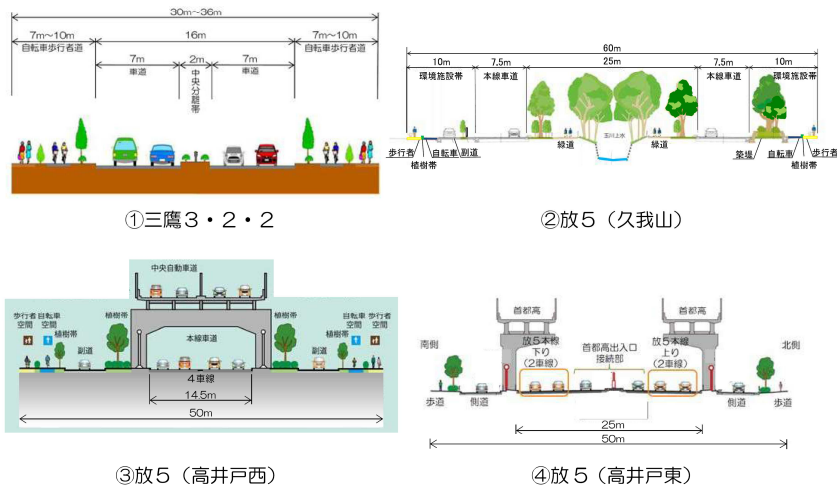 30m~36m
7m~10m
自転車歩行者道
16m
7m~10m
自転車歩行者道
7m
車道
2m
中央分離帯
7m
車道
①三鷹3・2・2
60m
10m
環境施設帯
7.5m
本線車道
25m
7.5m
本線車道
10m
環境施設帯
玉川上水
歩行者
植樹帯
自転車
副道
緑道
緑道
築堤
自転車
植樹帯
歩行者
②放5(久我山)
中央自動車道
歩行者
空間
自転車
空間
植樹帯
植樹帯
副道
本線車道
植樹帯
副道
植樹帯
自転車
空間
歩行者
空間
4車線
14.5m
50m
③放5(高井戸西)
首都高
首都高
南側
放5本線
下り
(2車線)
首都高出入口
接続部
放5本線
上り
(2車線)
北側
歩道
側道
側道
歩道
25m
50m
④放5(高井戸東)